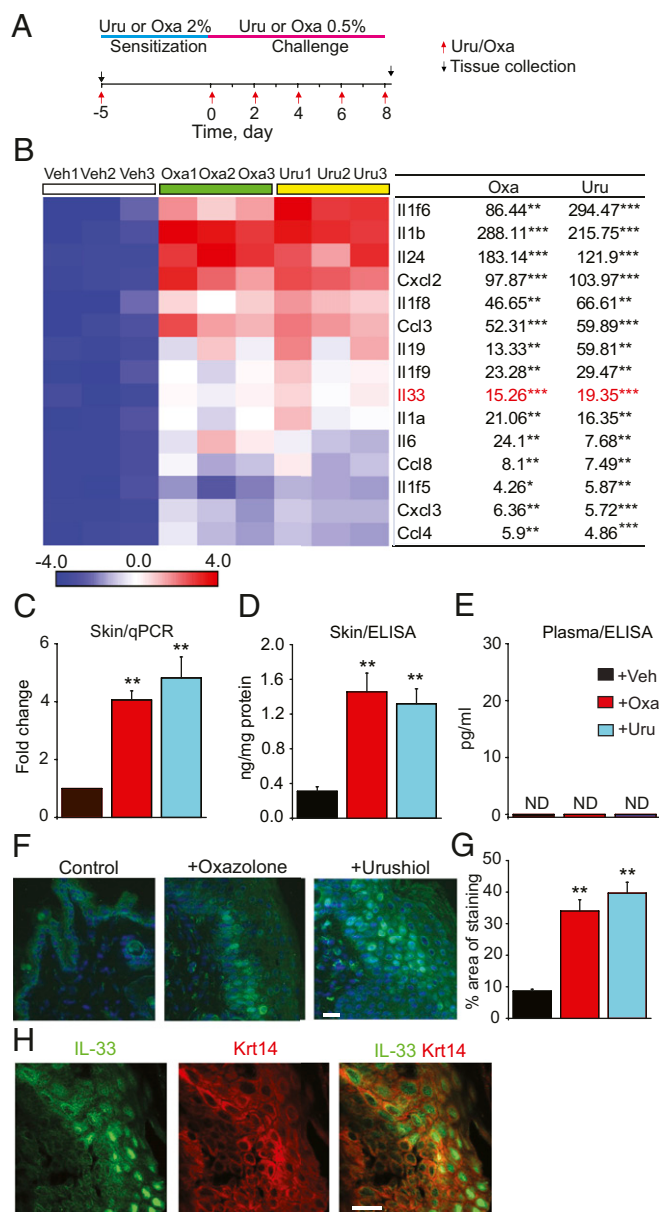 A
Uru or Oxa 2% Uru or Oxa 0.5%
Sensitization Challenge
Uru/Oxa
Tissue collection
-5 0 2 4 6 8
Time, day
B
Veh1 Veh2 Veh3 Oxa1 Oxa2 Oxa3 Uru1 Uru2 Uru3
Oxa Uru
Il1f6 86.44** 294.47***
Il1b 288.11*** 215.75***
Il24 183.14*** 121.9***
Cxcl2 97.87*** 103.97***
Il1f8 46.65** 66.61**
Ccl3 52.31*** 59.89***
Il19 13.33** 59.81**
Il1f9 23.28** 29.47**
Il33 15.26*** 19.35***
Il1a 21.06** 16.35**
Il6 24.1** 7.68**
Ccl8 8.1** 7.49**
Il1f5 4.26* 5.87**
Cxcl3 6.36** 5.72***
Ccl4 5.9** 4.86***
-4.0 0.0 4.0
C
Skin/qPCR
Fold change
6
4
2
0
**
**
D
Skin/ELISA
ng/mg protein
1.6
1.2
0.8
0.4
0
**
**
E
Plasma/ELISA
pg/ml
30
20
10
0
+Veh
+Oxa
+Uru
ND ND ND
F
Control +Oxazolone +Urushiol
G
% area of staining
50
40
30
20
10
0
**
**
H
IL-33 Krt14 IL-33 Krt14